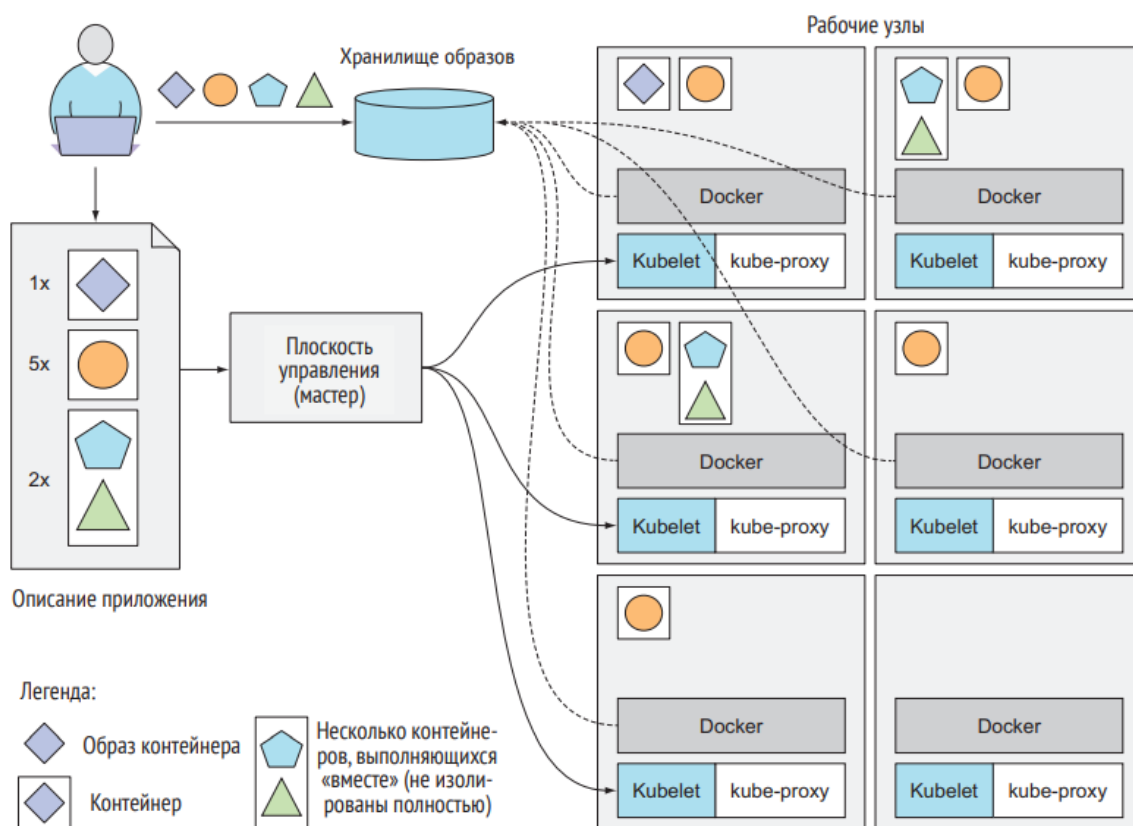 Рабочие узлы
Хранилище образов
Docker
Kubelet
kube-proxy
Docker
Kubelet
kube-proxy
1x
5x
2x
Плоскость
управления
(мастер)
Docker
Kubelet
kube-proxy
Docker
Kubelet
kube-proxy
Описание приложения
Docker
Kubelet
kube-proxy
Docker
Kubelet
kube-proxy
Легенда:
Образ контейнера
Контейнер
Несколько контейне-
ров, выполняющихся
«вместе» (не изоли-
рованы полностью)